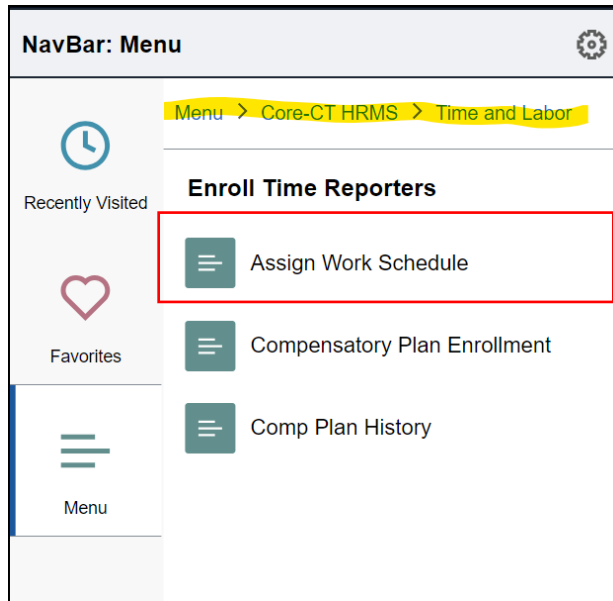 NavBar: Menu
Menu > Core-CT HRMS > Time and Labor
Recently Visited
Favorites
Menu
Enroll Time Reporters
Assign Work Schedule
Compensatory Plan Enrollment
Comp Plan History